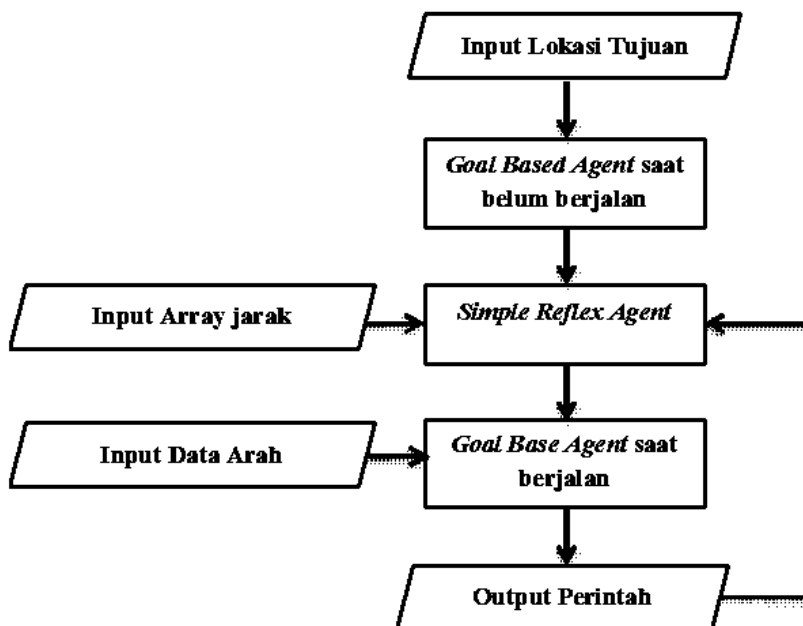 Input Lokasi Tujuan
Goal Based Agent saat
belum berjalan
Input Array jarak
Simple Reflex Agent
Input Data Arah
Goal Base Agent saat
berjalan
Output Perintah